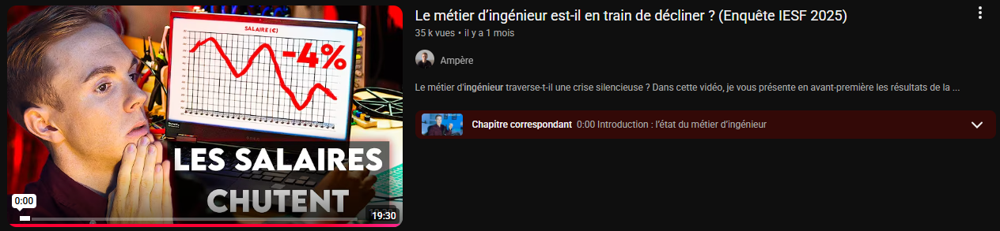 Le métier d'ingénieur est-il en train de décliner ? (Enquête IESF 2025)
35 k vues • il y a 1 mois
Ampère
Le métier d'ingénieur traverse-t-il une crise silencieuse ? Dans cette vidéo, je vous présente en avant-première les résultats de la ...
Chapitre correspondant 0:00 Introduction : l'état du métier d'ingénieur
SALAIRE (€)
-4%
LES SALAIRES
CHUTENT
0:00
19:30